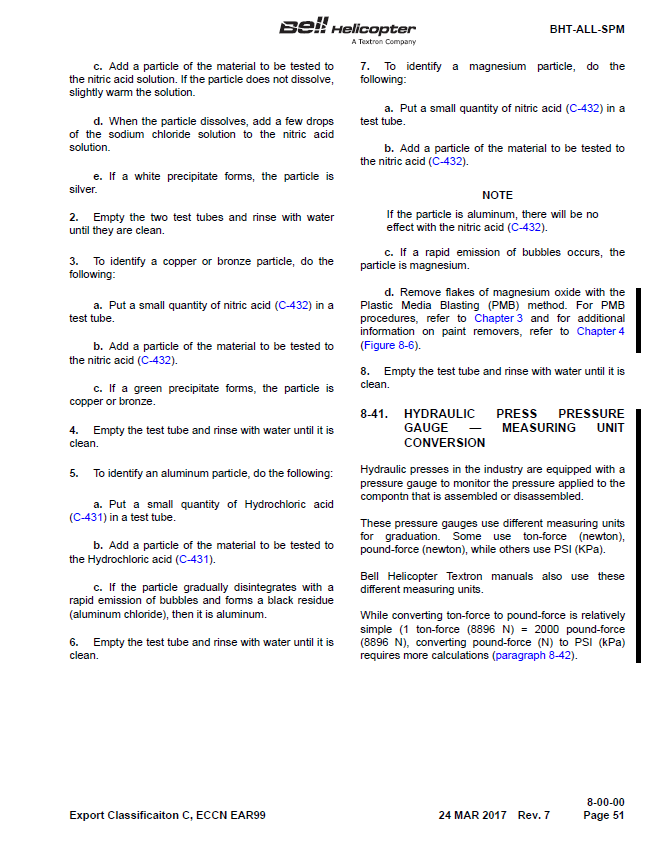 Bell Helicopter
A Textron Company
BHT-ALL-SPM
c. Add a particle of the material to be tested to
the nitric acid solution. If the particle does not dissolve,
slightly warm the solution.
d. When the particle dissolves, add a few drops
of the sodium chloride solution to the nitric acid
solution.
e. If a white precipitate forms, the particle is
silver.
2. Empty the two test tubes and rinse with water
until they are clean.
3. To identify a copper or bronze particle, do the
following:
a. Put a small quantity of nitric acid (C-432) in a
test tube.
b. Add a particle of the material to be tested to
the nitric acid (C-432).
c. If a green precipitate forms, the particle is
copper or bronze.
4. Empty the test tube and rinse with water until it is
clean.
5. To identify an aluminum particle, do the following:
a. Put a small quantity of Hydrochloric acid
(C-431) in a test tube.
b. Add a particle of the material to be tested to
the Hydrochloric acid (C-431).
c. If the particle gradually disintegrates with a
rapid emission of bubbles and forms a black residue
(aluminum chloride), then it is aluminum.
6. Empty the test tube and rinse with water until it is
clean.
7. To identify a magnesium particle, do the
following:
a. Put a small quantity of nitric acid (C-432) in a
test tube.
b. Add a particle of the material to be tested to
the nitric acid (C-432).
NOTE
If the particle is aluminum, there will be no
effect with the nitric acid (C-432).
c. If a rapid emission of bubbles occurs, the
particle is magnesium.
d. Remove flakes of magnesium oxide with the
Plastic Media Blasting (PMB) method. For PMB
procedures, refer to Chapter 3 and for additional
information on paint removers, refer to Chapter 4
(Figure 8-6).
8. Empty the test tube and rinse with water until it is
clean.
8-41. HYDRAULIC PRESS PRESSURE
GAUGE — MEASURING UNIT
CONVERSION
Hydraulic presses in the industry are equipped with a
pressure gauge to monitor the pressure applied to the
compontn that is assembled or disassembled.
These pressure gauges use different measuring units
for graduation. Some use ton-force (newton),
pound-force (newton), while others use PSI (KPa).
Bell Helicopter Textron manuals also use these
different measuring units.
While converting ton-force to pound-force is relatively
simple (1 ton-force (8896 N) = 2000 pound-force
(8896 N), converting pound-force (N) to PSI (kPa)
requires more calculations (paragraph 8-42).
8-00-00
Export Classificaiton C, ECCN EAR99
24 MAR 2017 Rev. 7
Page 51